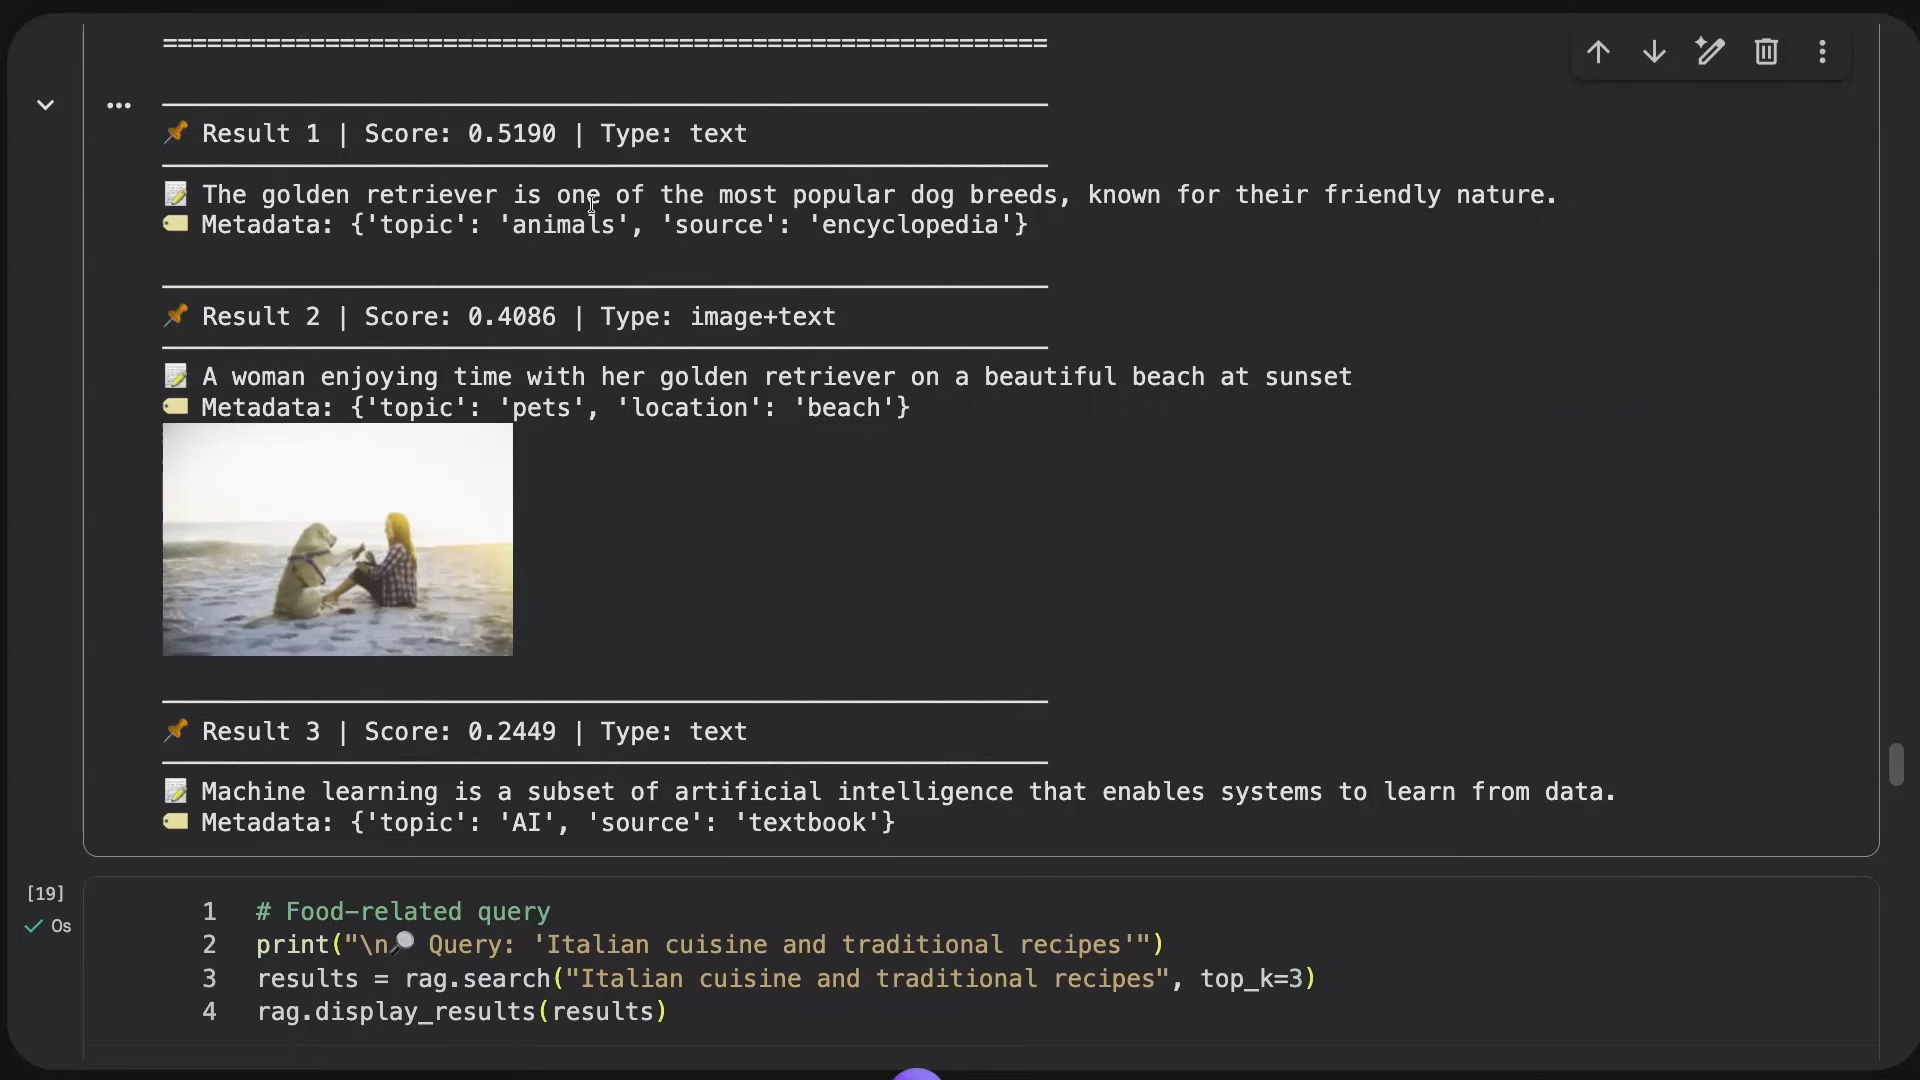 ============================================================
Result 1 | Score: 0.5190 | Type: text
The golden retriever is one of the most popular dog breeds, known for their friendly nature.
Metadata: {'topic': 'animals', 'source': 'encyclopedia'}
Result 2 | Score: 0.4086 | Type: image+text
A woman enjoying time with her golden retriever on a beautiful beach at sunset
Metadata: {'topic': 'pets', 'location': 'beach'}
Result 3 | Score: 0.2449 | Type: text
Machine learning is a subset of artificial intelligence that enables systems to learn from data.
Metadata: {'topic': 'AI', 'source': 'textbook'}
[19]
0s
1 # Food-related query
2 print("\n🔎 Query: 'Italian cuisine and traditional recipes'")
3 results = rag.search("Italian cuisine and traditional recipes", top_k=3)
4 rag.display_results(results)